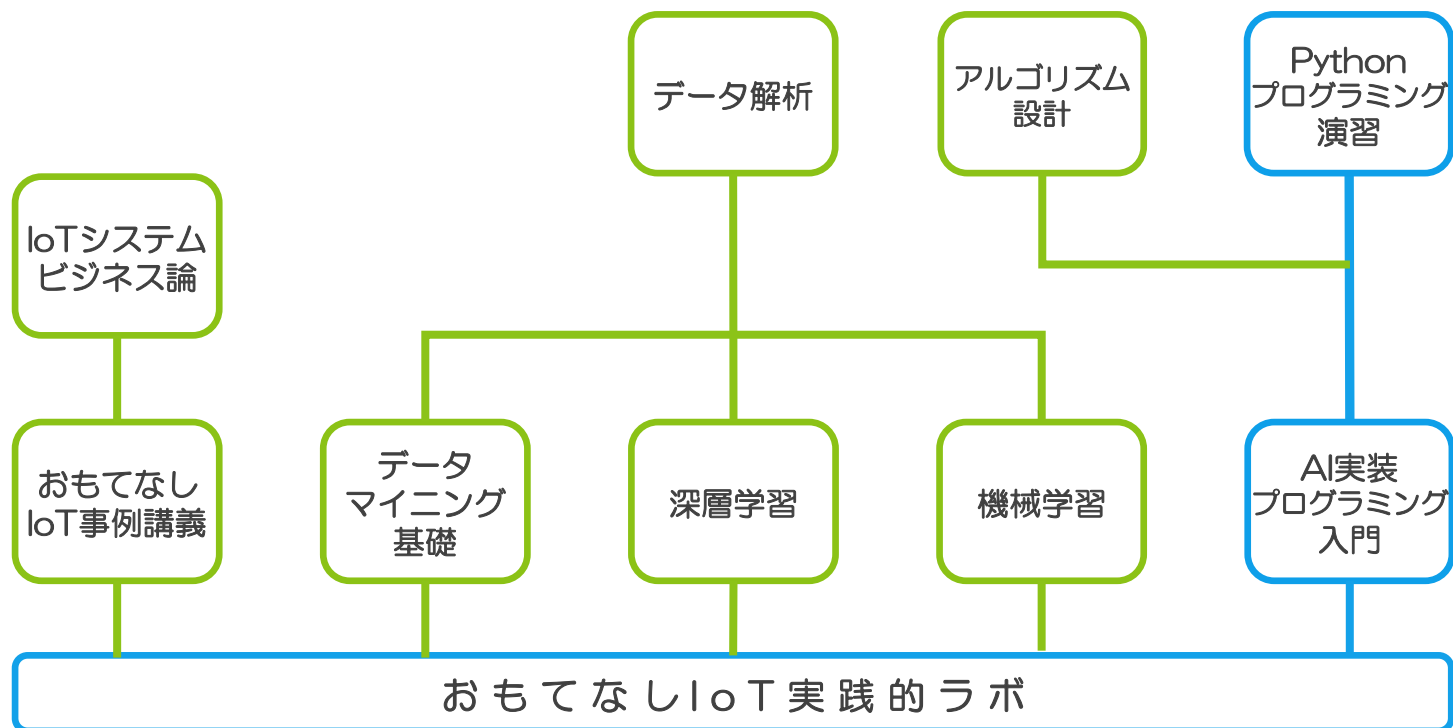 データ解析
アルゴリズム
設計
Python
プログラミング
演習
IoTシステム
ビジネス論
おもてなし
IoT事例講義
データ
マイニング
基礎
深層学習
機械学習
AI実装
プログラミング
入門
おもてなしIoT実践的ラボ